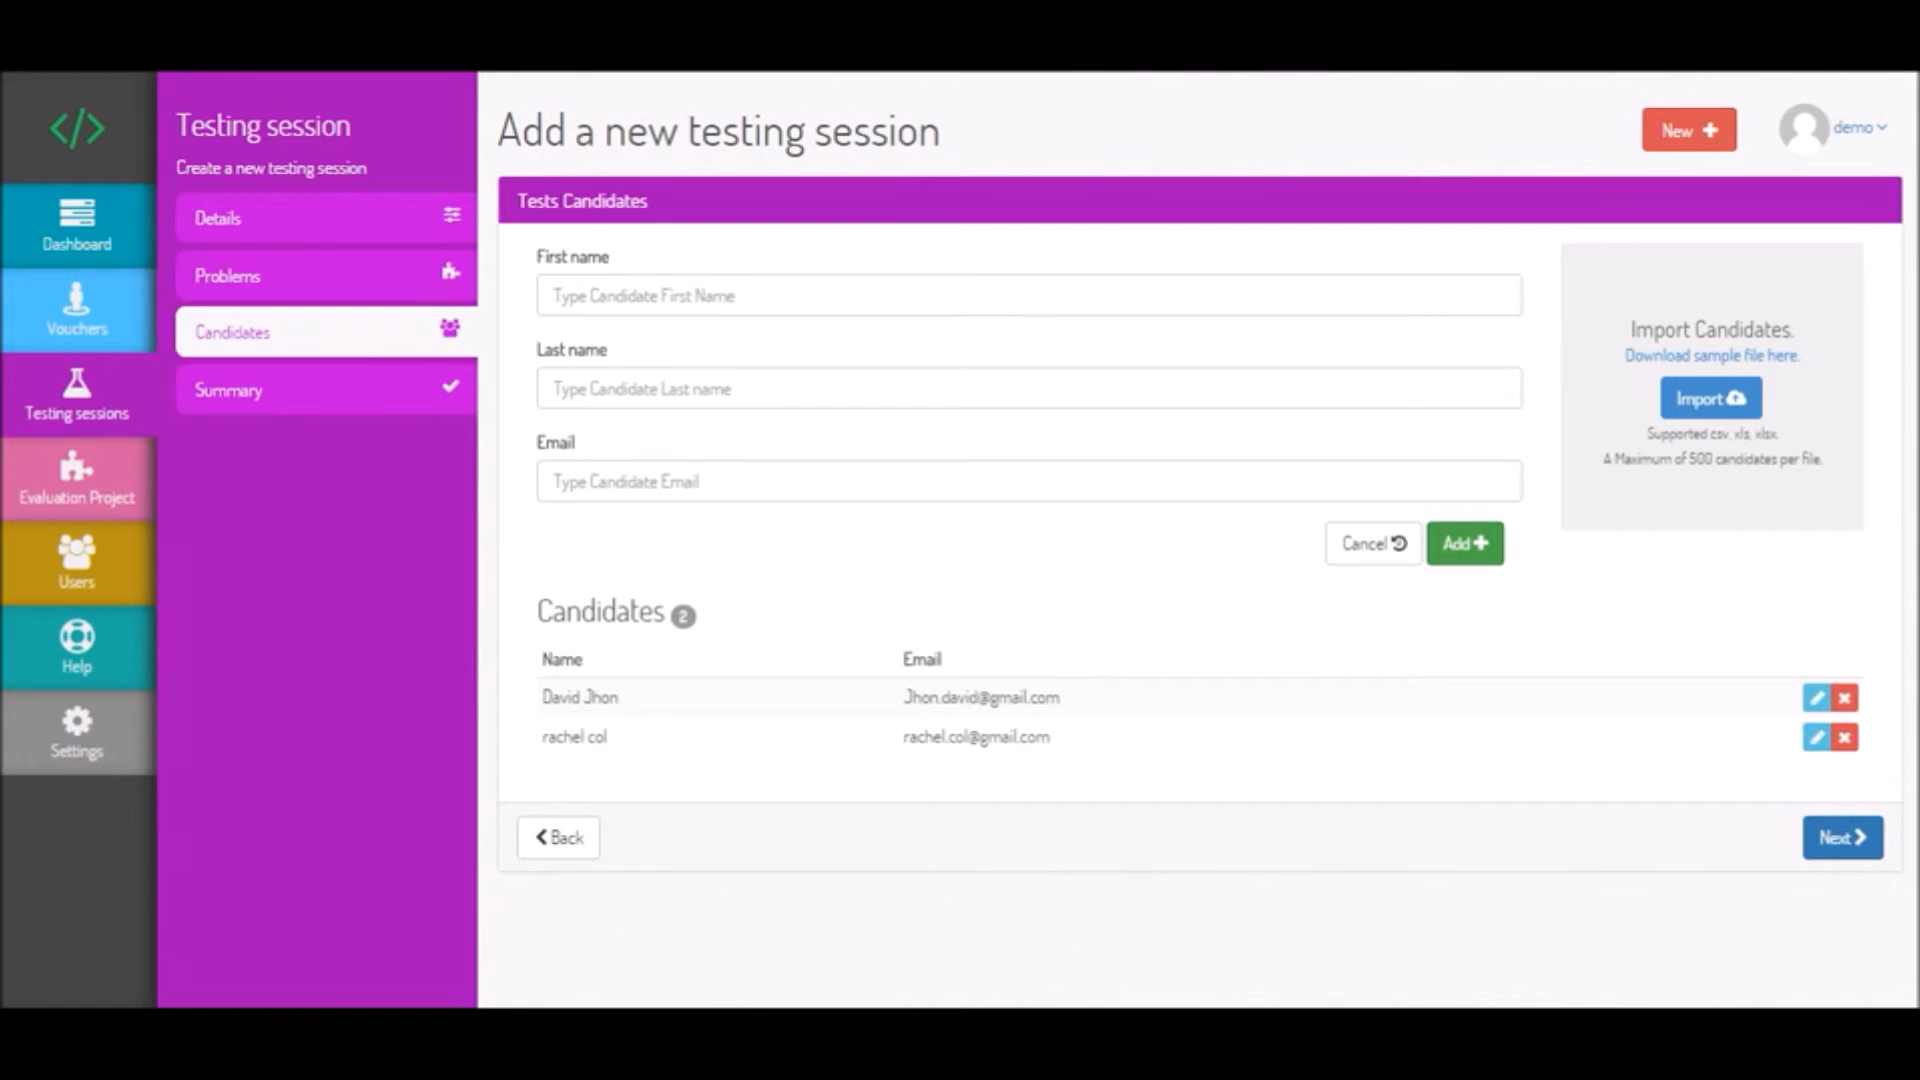 </>
Dashboard
Vouchers
Testing sessions
Evaluation Project
Users
Help
Settings
Testing session
Create a new testing session
Details
Problems
Candidates
Summary
Add a new testing session
New
demo
Tests Candidates
First name
Type Candidate First Name
Last name
Type Candidate Last name
Email
Type Candidate Email
Cancel
Add
Import Candidates.
Download sample file here.
Import
Supported csv, xls, xlsx.
A Maximum of 500 candidates per file.
Candidates 2
Name Email
David Jhon Jhon.david@gmail.com
rachel col rachel.col@gmail.com
Back
Next